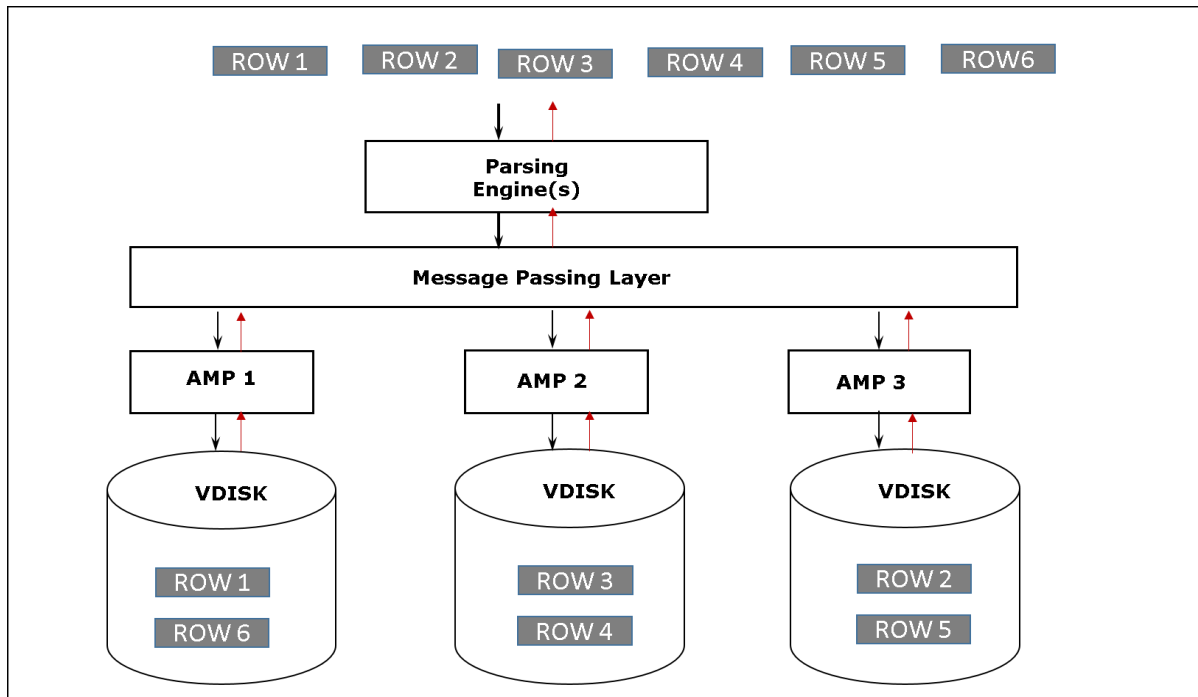 ROW 1 ROW 2 ROW 3 ROW 4 ROW 5 ROW6
Parsing
Engine(s)
Message Passing Layer
AMP 1 AMP 2 AMP 3
VDISK VDISK VDISK
ROW 1 ROW 3 ROW 2
ROW 6 ROW 4 ROW 5